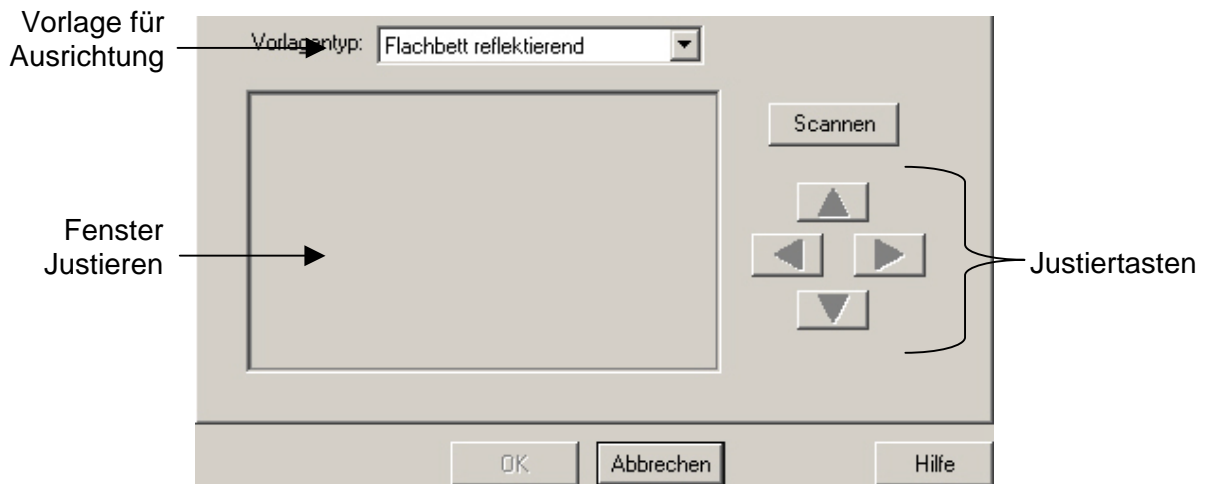 Vorlage für
Ausrichtung
Vorlagentyp: Flachbett reflektierend
Scannen
Fenster
Justieren
Justiertasten
OK Abbrechen Hilfe